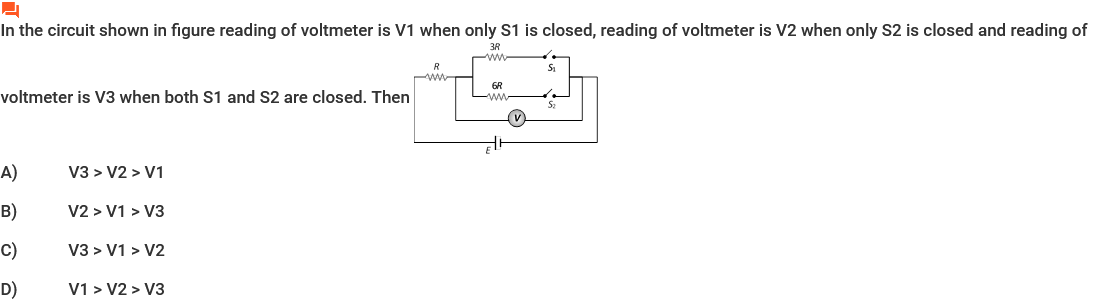 In the circuit shown in figure reading of voltmeter is V1 when only S1 is closed, reading of voltmeter is V2 when only S2 is closed and reading of
3R
S₁
R
6R
voltmeter is V3 when both S1 and S2 are closed. Then
S₂
V
E
A) V3 > V2 > V1
B) V2 > V1 > V3
C) V3 > V1 > V2
D) V1 > V2 > V3